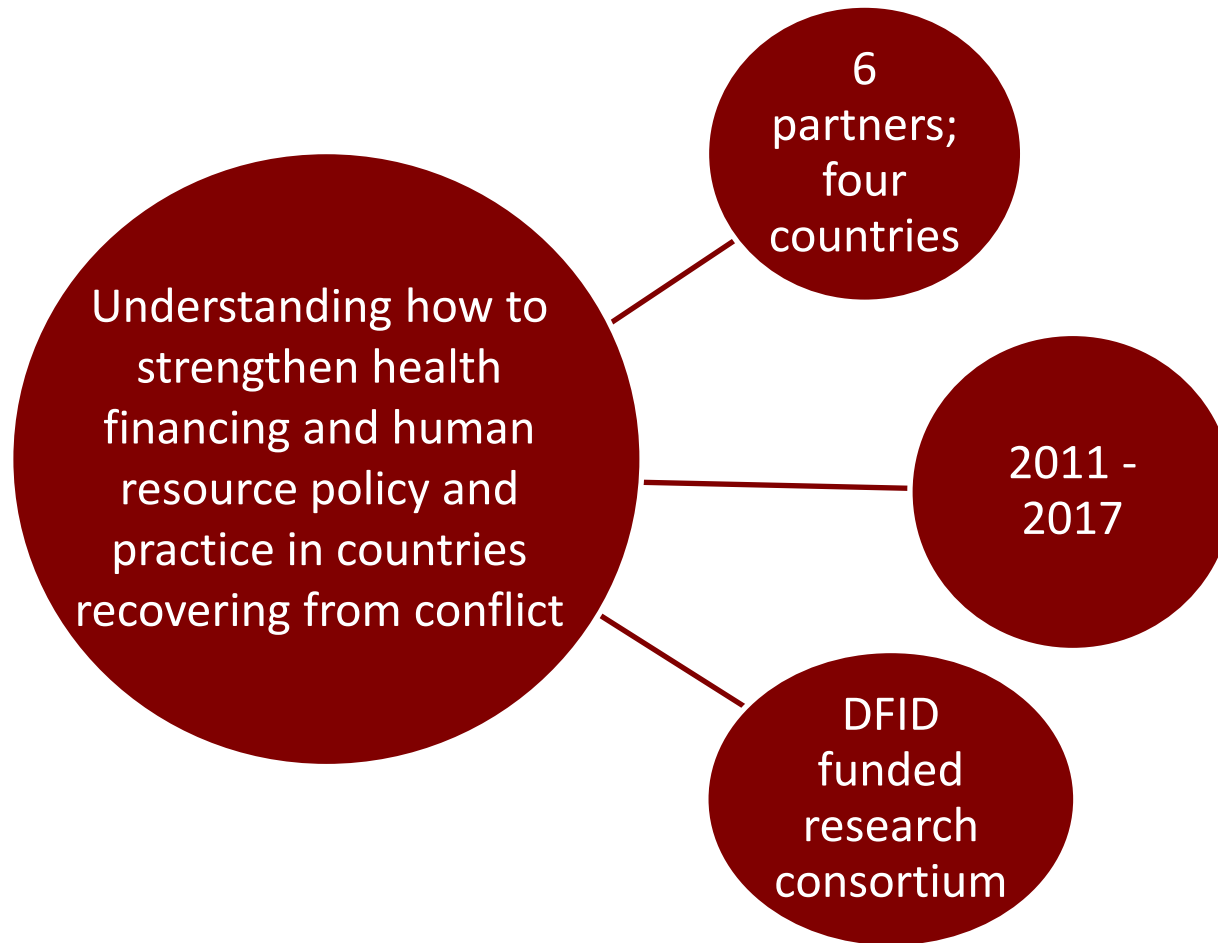 6
partners;
four
countries
Understanding how to
strengthen health
financing and human
resource policy and
practice in countries
recovering from conflict
2011 -
2017
DFID
funded
research
consortium